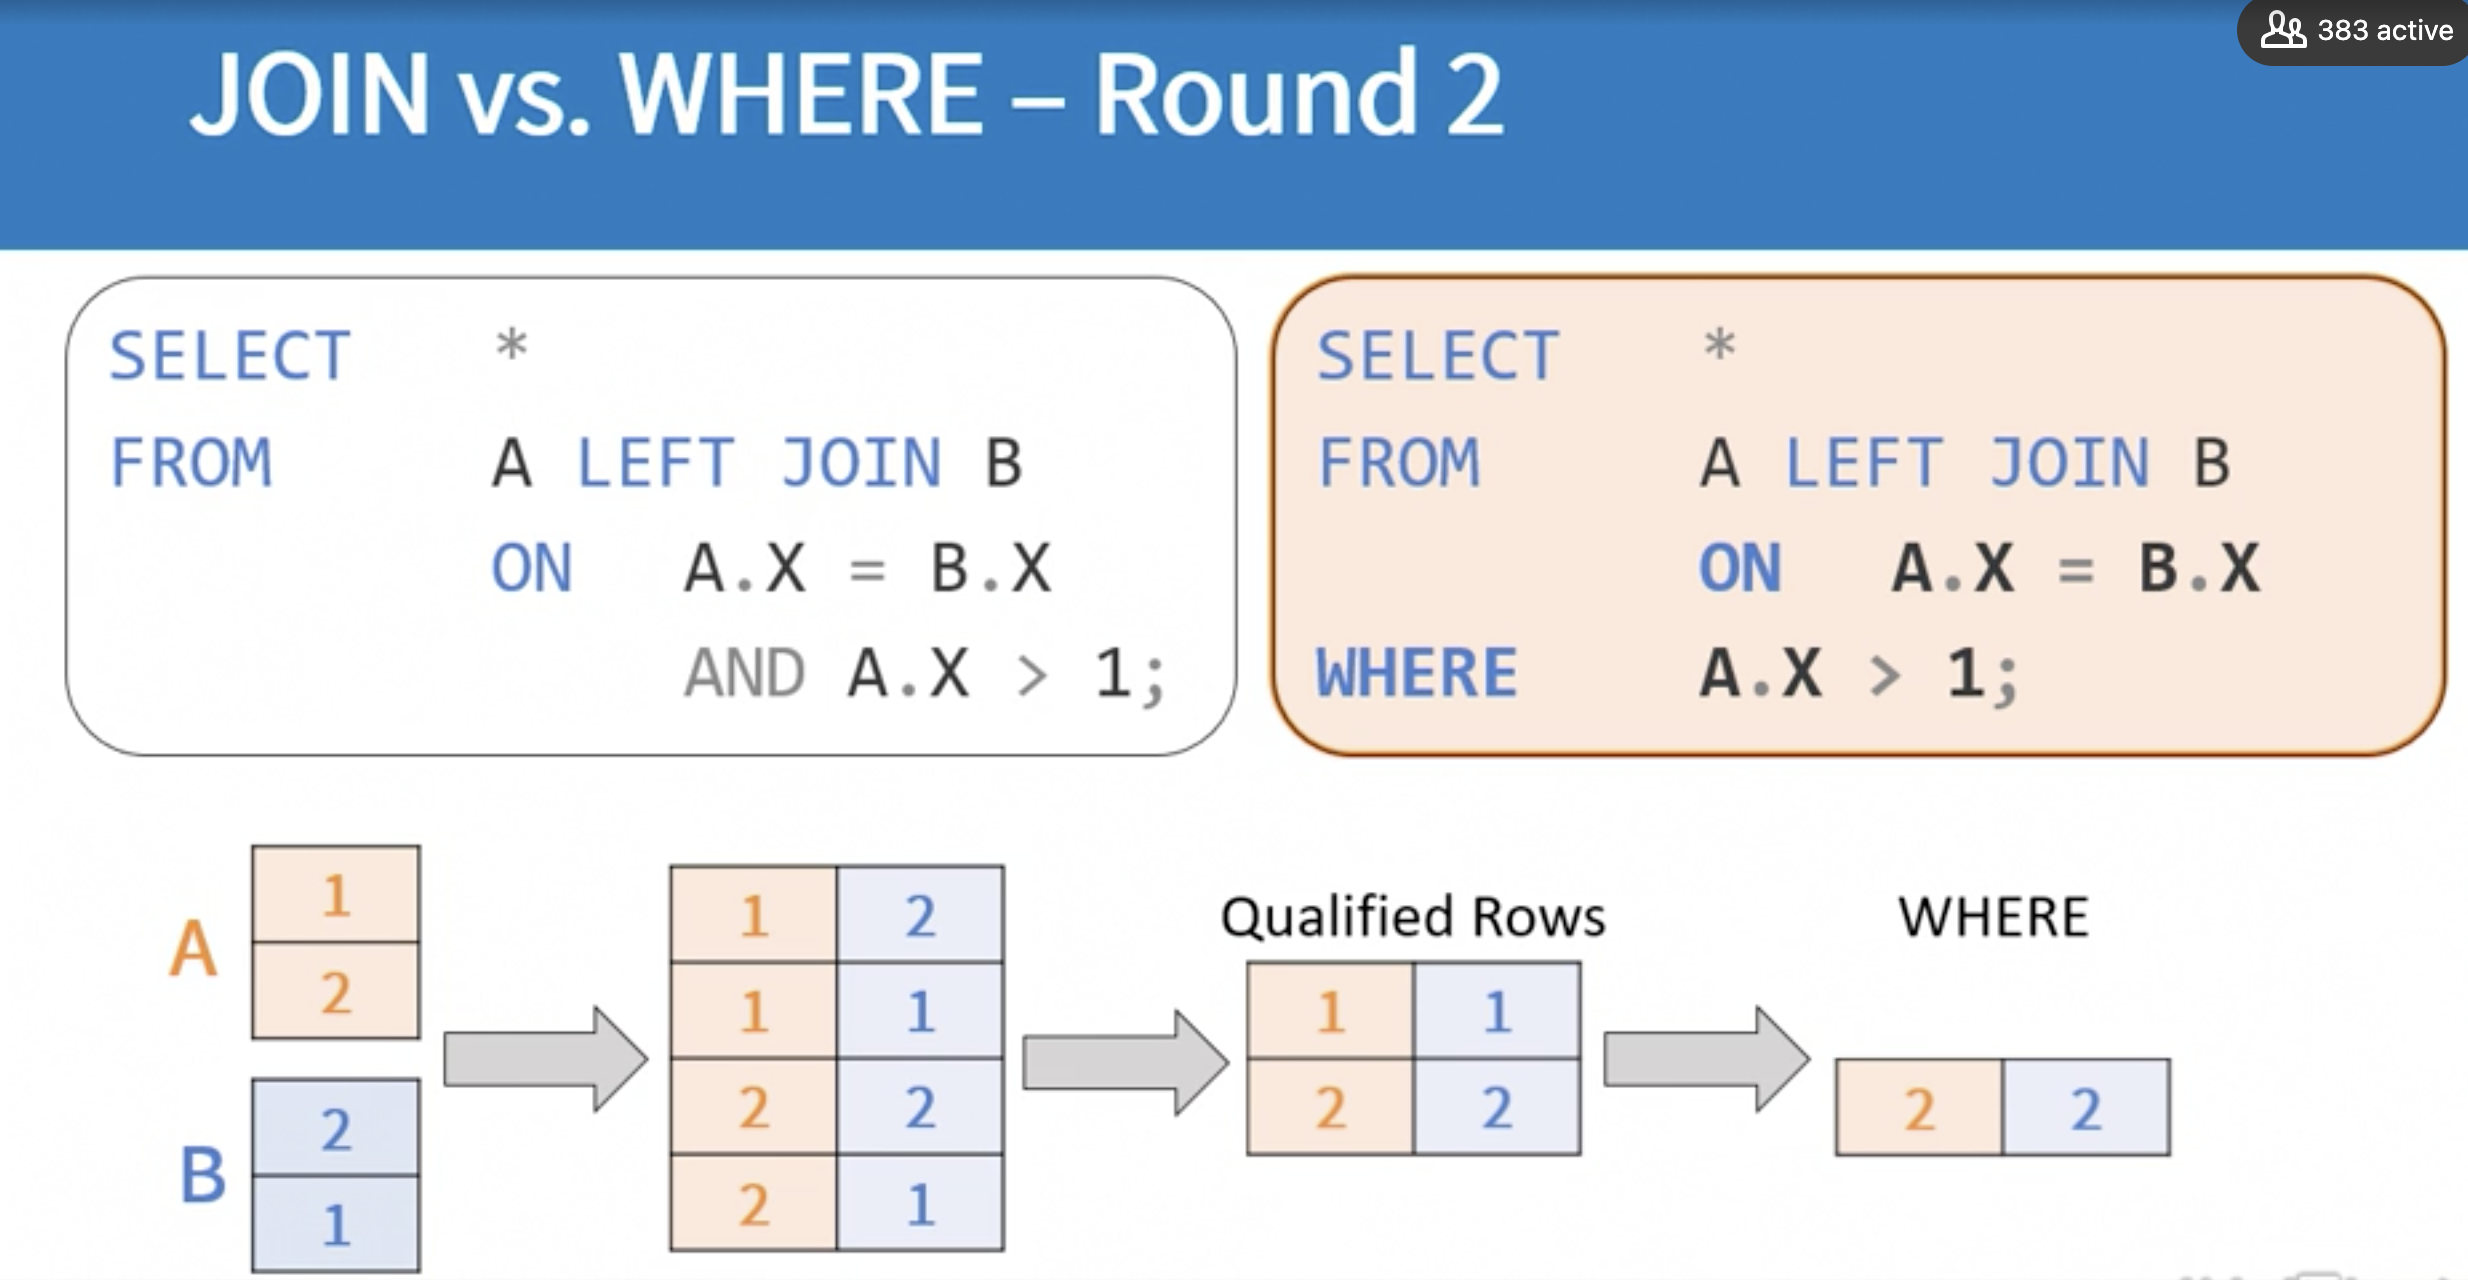 383 active
JOIN vs. WHERE – Round 2
SELECT *
FROM A LEFT JOIN B
ON A.X = B.X
AND A.X > 1;
SELECT *
FROM A LEFT JOIN B
ON A.X = B.X
WHERE A.X > 1;
A
1
2
B
2
1
1 2
1 1
2 2
2 1
Qualified Rows
1 1
2 2
WHERE
2 2